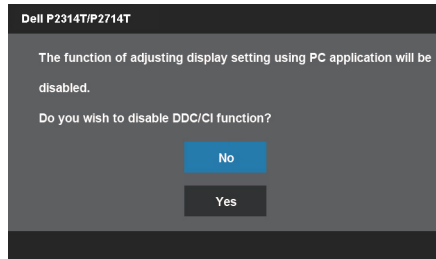 Dell P2314T/P2714T
The function of adjusting display setting using PC application will be
disabled.
Do you wish to disable DDC/CI function?
No
Yes